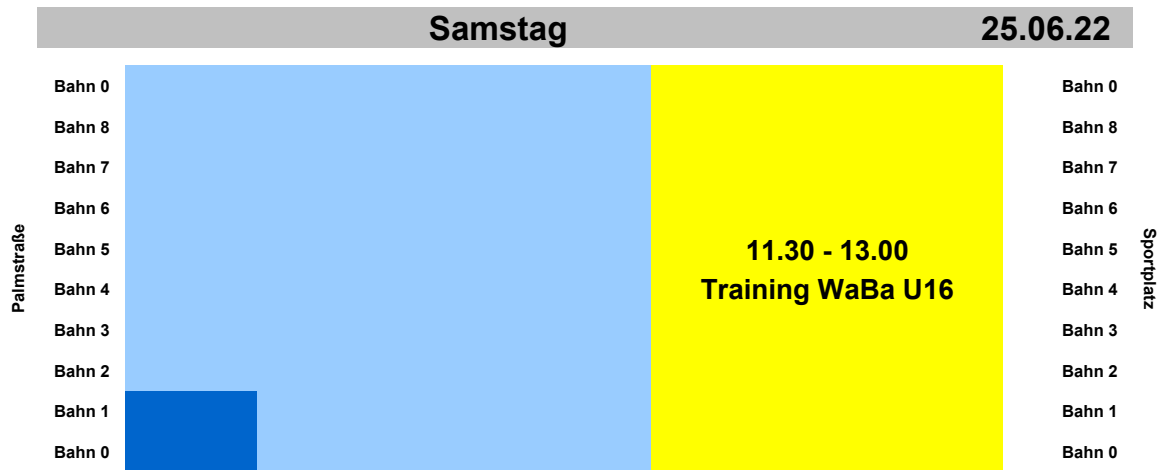 Samstag 25.06.22
Bahn 0 Bahn 0
Bahn 8 Bahn 8
Bahn 7 Bahn 7
Bahn 6 Bahn 6
Palmstraße
Bahn 5 11.30 - 13.00 Bahn 5
Sportplatz
Bahn 4 Training WaBa U16 Bahn 4
Bahn 3 Bahn 3
Bahn 2 Bahn 2
Bahn 1 Bahn 1
Bahn 0 Bahn 0